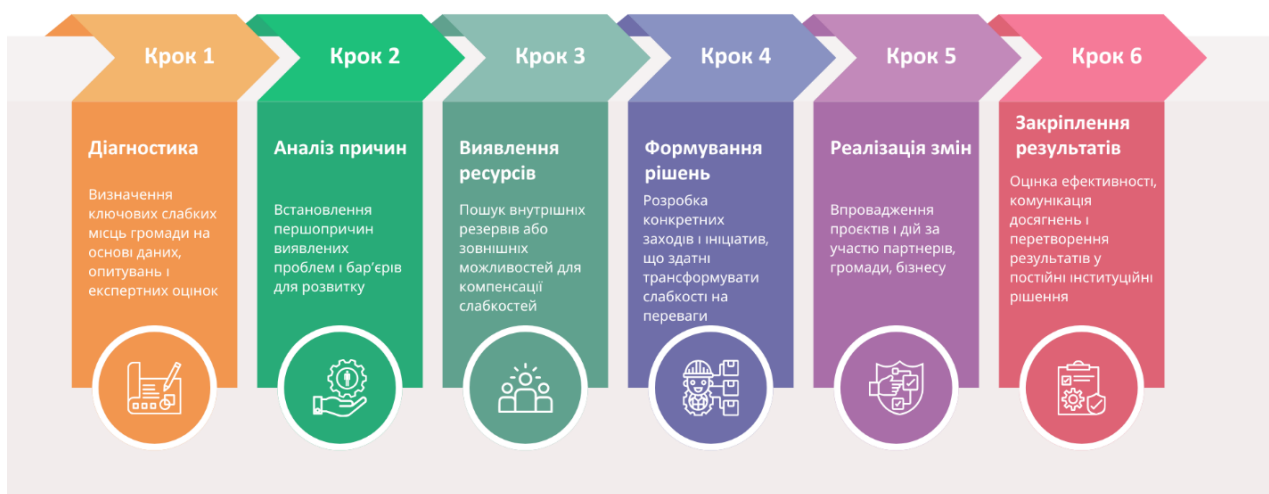 Крок 1
Діагностика
Визначення
ключових слабких
місць громади на
основі даних,
опитувань і
експертних оцінок
Крок 2
Аналіз причин
Встановлення
першопричин
виявлених
проблем і бар’єрів
для розвитку
Крок 3
Виявлення
ресурсів
Пошук внутрішніх
резервів або
зовнішніх
можливостей для
компенсації
слабкостей
Крок 4
Формування
рішень
Розробка
конкретних
заходів і ініціатив,
що здатні
трансформувати
слабкості на
переваги
Крок 5
Реалізація змін
Впровадження
проєктів і дій за
участю партнерів,
громади, бізнесу
Крок 6
Закріплення
результатів
Оцінка ефективності,
комунікація
досягнень і
перетворення
результатів у
постійні інституційні
рішення